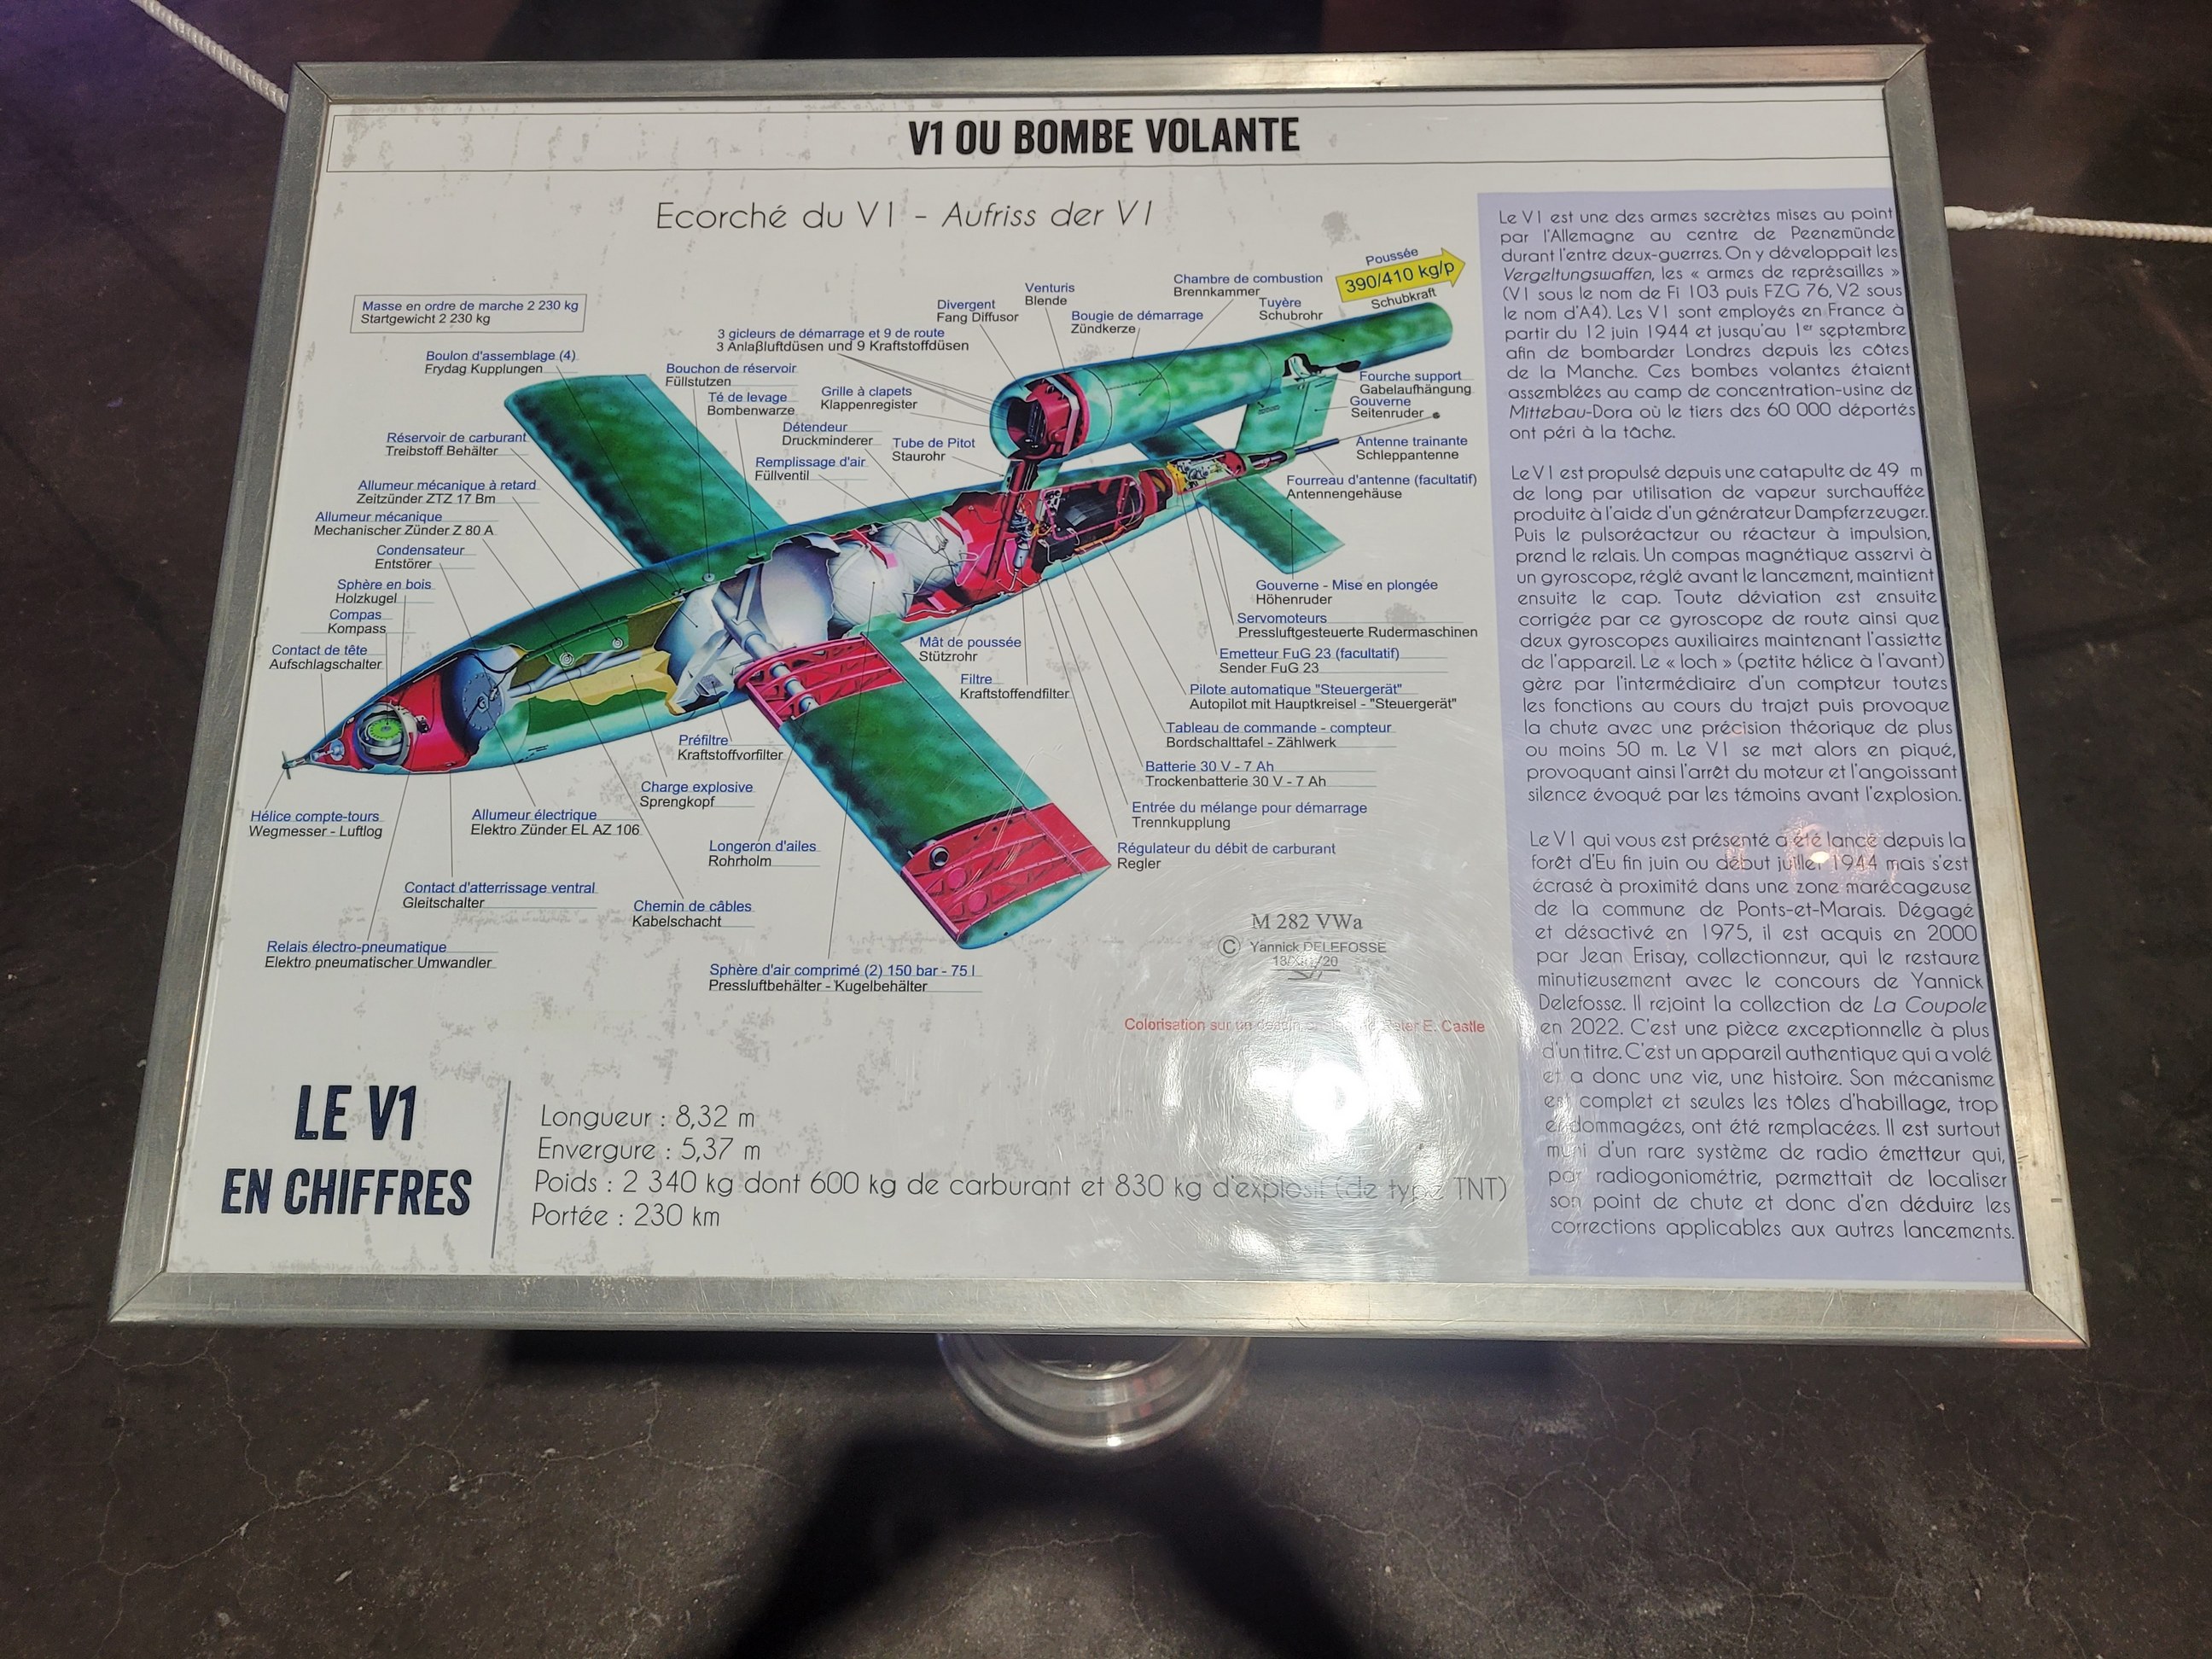 V1 OU BOMBE VOLANTE
Ecorché du V1 - Aufriss der V1
Masse en ordre de marche 2 230 kg
Startgewicht 2 230 kg
Poussée
390/410 kg/p
Schubkraft
Chambre de combustion
Brennkammer
Venturis
Blende
Tuyère
Schubrohr
Divergent
Fang Diffusor
Bougie de démarrage
Zündkerze
3 gicleurs de démarrage et 9 de route
3 Anlaßluftdüsen und 9 Kraftstoffdüsen
Boulon d'assemblage (4)
Frydag Kupplungen
Bouchon de réservoir
Füllstutzen
Grille à clapets
Klappenregister
Té de levage
Bombenwarze
Fourche support
Gabelaufhängung
Gouverne
Seitenruder
Détendeur
Druckminderer
Tube de Pitot
Staurohr
Réservoir de carburant
Treibstoff Behälter
Antenne trainante
Schleppantenne
Remplissage d'air
Füllventil
Fourreau d'antenne (facultatif)
Antennengehäuse
Allumeur mécanique à retard
Zeitzünder ZTZ 17 Bm
Allumeur mécanique
Mechanischer Zünder Z 80 A
Condensateur
Entstörer
Sphère en bois
Holzkugel
Gouverne - Mise en plongée
Höhenruder
Compas
Kompass
Servomoteurs
Pressluftgesteuerte Rudermaschinen
Contact de tête
Aufschlagschalter
Mât de poussée
Stützrohr
Emetteur FuG 23 (facultatif)
Sender FuG 23
Filtre
Kraftstoffendfilter
Pilote automatique "Steuergerät"
Autopilot mit Hauptkreisel - "Steuergerät"
Tableau de commande - compteur
Bordschalttafel - Zählwerk
Préfiltre
Kraftstoffvorfilter
Batterie 30 V - 7 Ah
Trockenbatterie 30 V - 7 Ah
Charge explosive
Sprengkopf
Entrée du mélange pour démarrage
Trennkupplung
Hélice compte-tours
Wegmesser - Luftlog
Allumeur électrique
Elektro Zünder EL AZ 106
Longeron d'ailes
Rohrholm
Régulateur du débit de carburant
Regler
Contact d'atterrissage ventral
Gleitschalter
Chemin de câbles
Kabelschacht
Relais électro-pneumatique
Elektro pneumatischer Umwandler
Sphère d'air comprimé (2) 150 bar - 75 l
Pressluftbehälter - Kugelbehälter
M 282 VWa
© Yannick DELEFOSSE
Colorisation sur un dessin de Peter E. Castle
LE V1
EN CHIFFRES
Longueur : 8,32 m
Envergure : 5,37 m
Poids : 2 340 kg dont 600 kg de carburant et 830 kg d'explosif (de type TNT)
Portée : 230 km
Le V1 est une des armes secrètes mises au point
par l'Allemagne au centre de Peenemünde
durant l'entre deux-guerres. On y développait les
Vergeltungswaffen, les « armes de représailles »
(V1 sous le nom de Fi 103 puis FZG 76, V2 sous
le nom d'A4). Les V1 sont employés en France à
partir du 12 juin 1944 et jusqu'au 1er septembre
afin de bombarder Londres depuis les côtes
de la Manche. Ces bombes volantes étaient
assemblées au camp de concentration-usine de
Mittebau-Dora où le tiers des 60 000 déportés
ont péri à la tâche.
Le V1 est propulsé depuis une catapulte de 49 m
de long par utilisation de vapeur surchauffée
produite à l'aide d'un générateur Dampferzeuger.
Puis le pulsoréacteur ou réacteur à impulsion,
prend le relais. Un compas magnétique asservi à
un gyroscope, réglé avant le lancement, maintient
ensuite le cap. Toute déviation est ensuite
corrigée par ce gyroscope de route ainsi que
deux gyroscopes auxiliaires maintenant l'assiette
de l'appareil. Le « loch » (petite hélice à l'avant)
gère par l'intermédiaire d'un compteur toutes
les fonctions au cours du trajet puis provoque
la chute avec une précision théorique de plus
ou moins 50 m. Le V1 se met alors en piqué,
provoquant ainsi l'arrêt du moteur et l'angoissant
silence évoqué par les témoins avant l'explosion.
Le V1 qui vous est présenté a été lancé depuis la
forêt d'Eu fin juin ou début juillet 1944 mais s'est
écrasé à proximité dans une zone marécageuse
de la commune de Ponts-et-Marais. Dégagé
et désactivé en 1975, il est acquis en 2000
par Jean Erisay, collectionneur, qui le restaure
minutieusement avec le concours de Yannick
Delefosse. Il rejoint la collection de La Coupole
en 2022. C'est une pièce exceptionnelle à plus
d'un titre. C'est un appareil authentique qui a volé
et a donc une vie, une histoire. Son mécanisme
est complet et seules les tôles d'habillage, trop
endommagées, ont été remplacées. Il est surtout
muni d'un rare système de radio émetteur qui,
par radiogoniométrie, permettait de localiser
son point de chute et donc d'en déduire les
corrections applicables aux autres lancements.